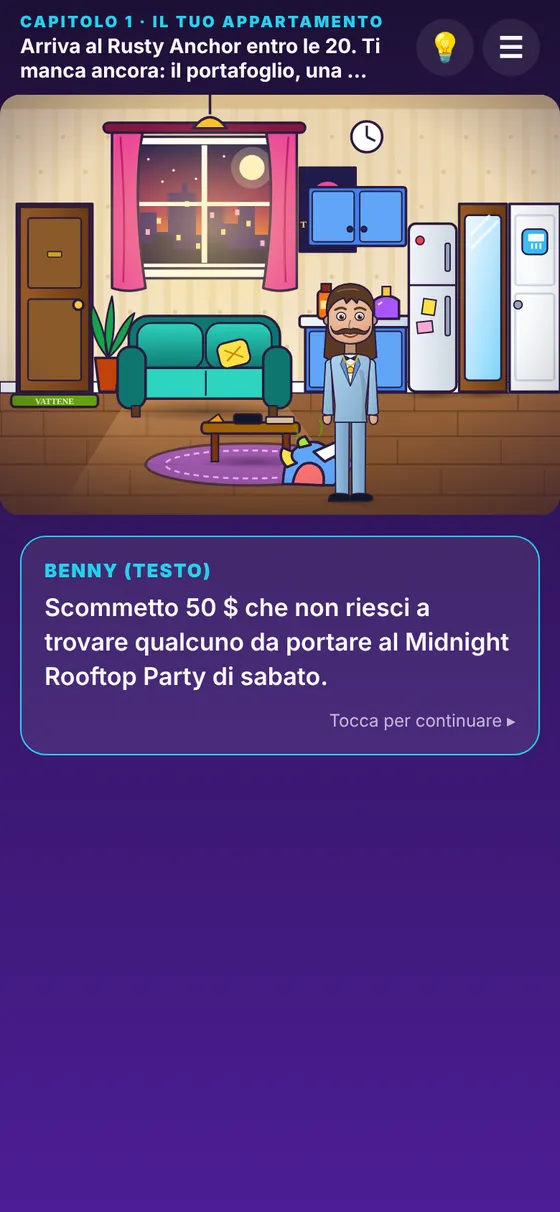 CAPITOLO 1 · IL TUO APPARTAMENTO
Arriva al Rusty Anchor entro le 20. Ti
manca ancora: il portafoglio, una ...
T
VATTENE
BENNY (TESTO)
Scommetto 50 $ che non riesci a
trovare qualcuno da portare al Midnight
Rooftop Party di sabato.
Tocca per continuare ▸